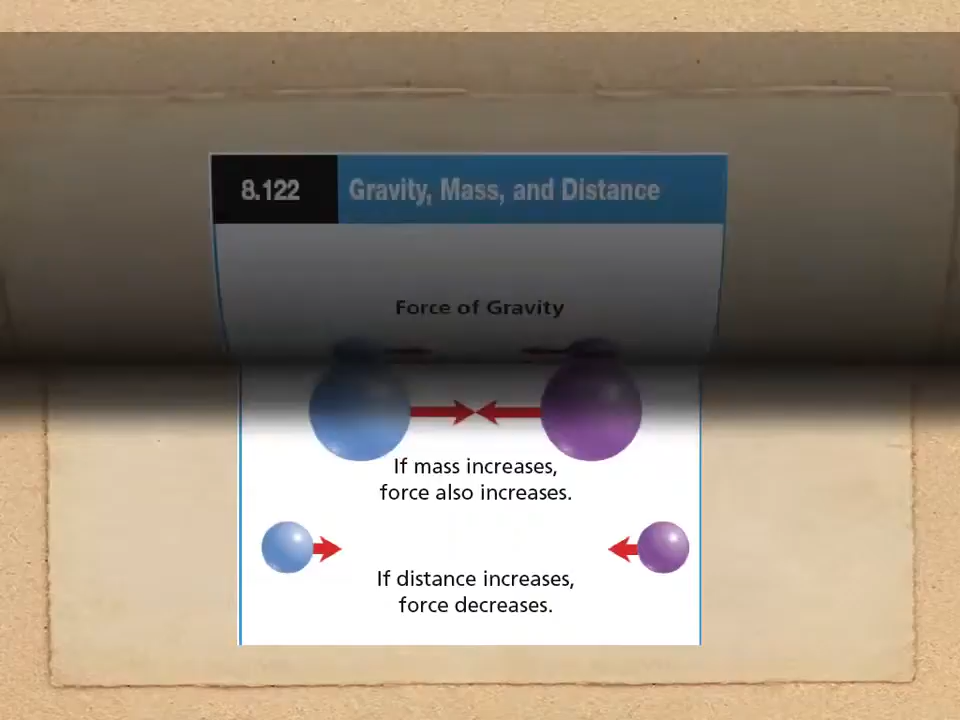 8.122 Gravity, Mass, and Distance
Force of Gravity
If mass increases,
force also increases.
If distance increases,
force decreases.